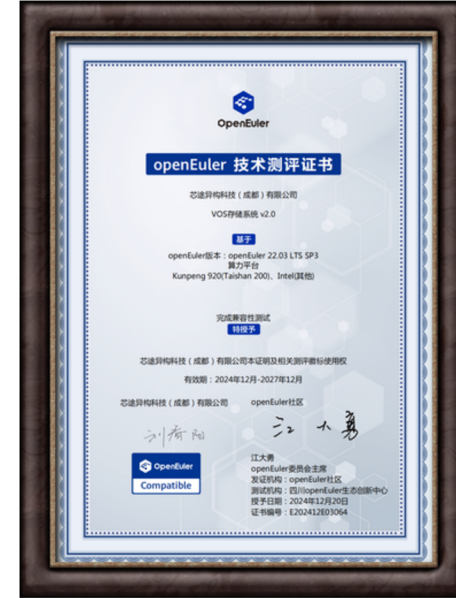 OpenEuler
openEuler 技术测评证书
芯途异构科技（成都）有限公司
VOS存储系统 v2.0
基于
openEuler版本：openEuler 22.03 LTS SP3
算力平台
Kunpeng 920(Taishan 200)、Intel(其他)
完成兼容性测试
特授予
芯途异构科技（成都）有限公司本证明及相关测评徽标使用权
有效期：2024年12月-2027年12月
芯途异构科技（成都）有限公司
openEuler社区
江大勇
OpenEuler
Compatible
江大勇
openEuler委员会主席
发证机构：openEuler社区
测试机构：四川openEuler生态创新中心
授予日期：2024年12月20日
证书编号：E202412E03064